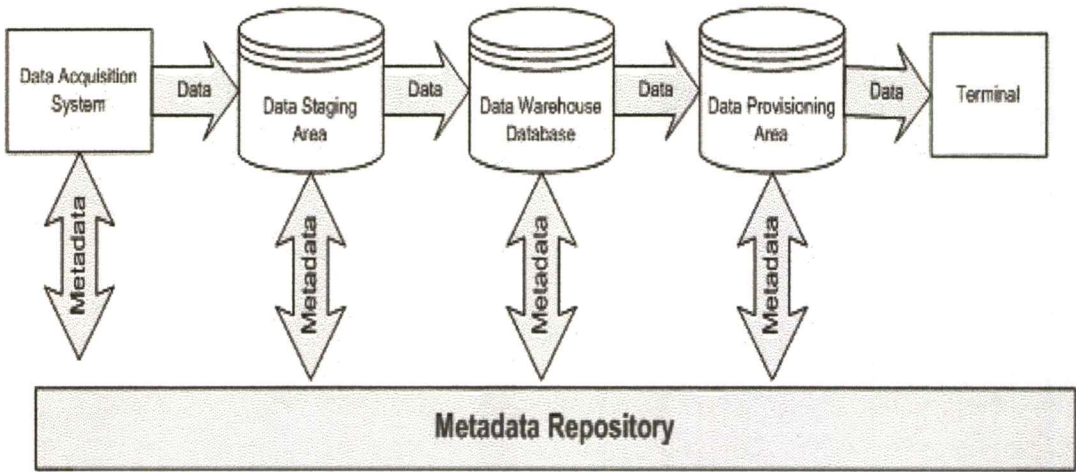 Data Acquisition
System
Data
Data Staging
Area
Data
Data Warehouse
Database
Data
Data Provisioning
Area
Data
Terminal
Metadata
Metadata
Metadata
Metadata
Metadata Repository